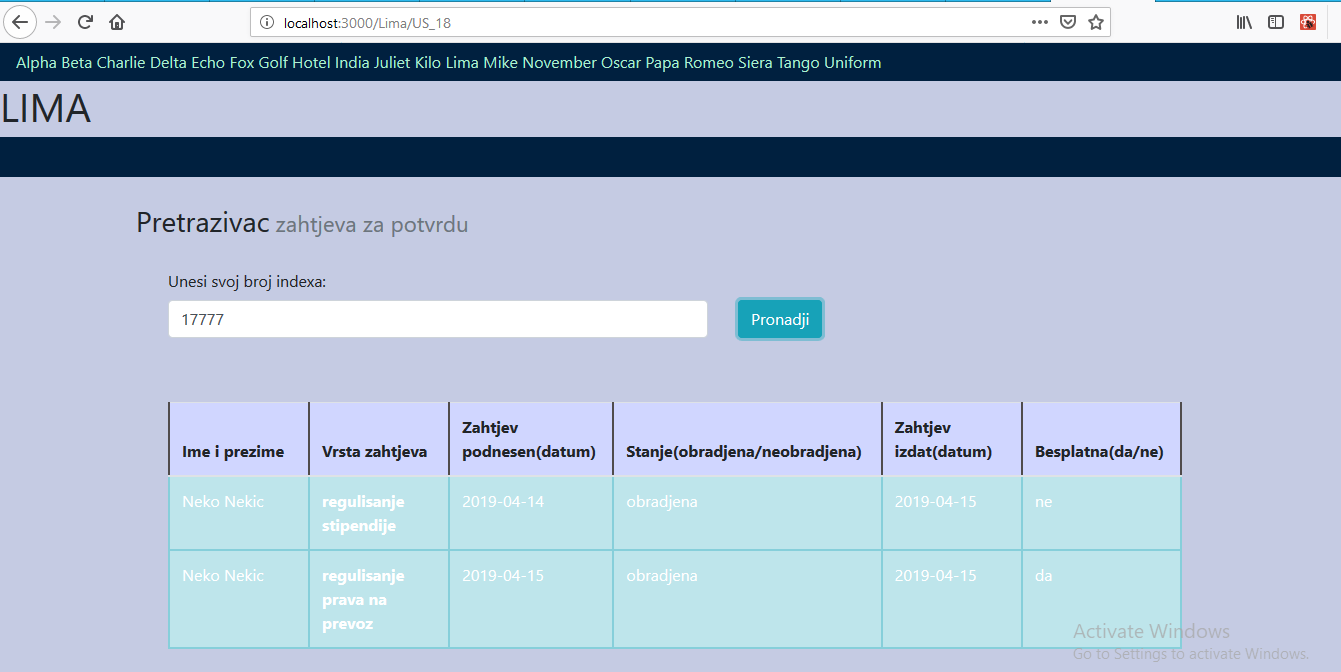 localhost:3000/Lima/US_18
Alpha Beta Charlie Delta Echo Fox Golf Hotel India Juliet Kilo Lima Mike November Oscar Papa Romeo Siera Tango Uniform
LIMA
Pretrazivac zahtjeva za potvrdu
Unesi svoj broj indexa:
17777 Pronadji
Ime i prezime
Vrsta zahtjeva
Zahtjev
podnesen(datum)
Stanje(obradjena/neobradjena)
Zahtjev
izdat(datum)
Besplatna(da/ne)
Neko Nekic
regulisanje
stipendije
2019-04-14
obradjena
2019-04-15
ne
Neko Nekic
regulisanje
prava na
prevoz
2019-04-15
obradjena
2019-04-15
da
Activate Windows
Go to Settings to activate Windows.